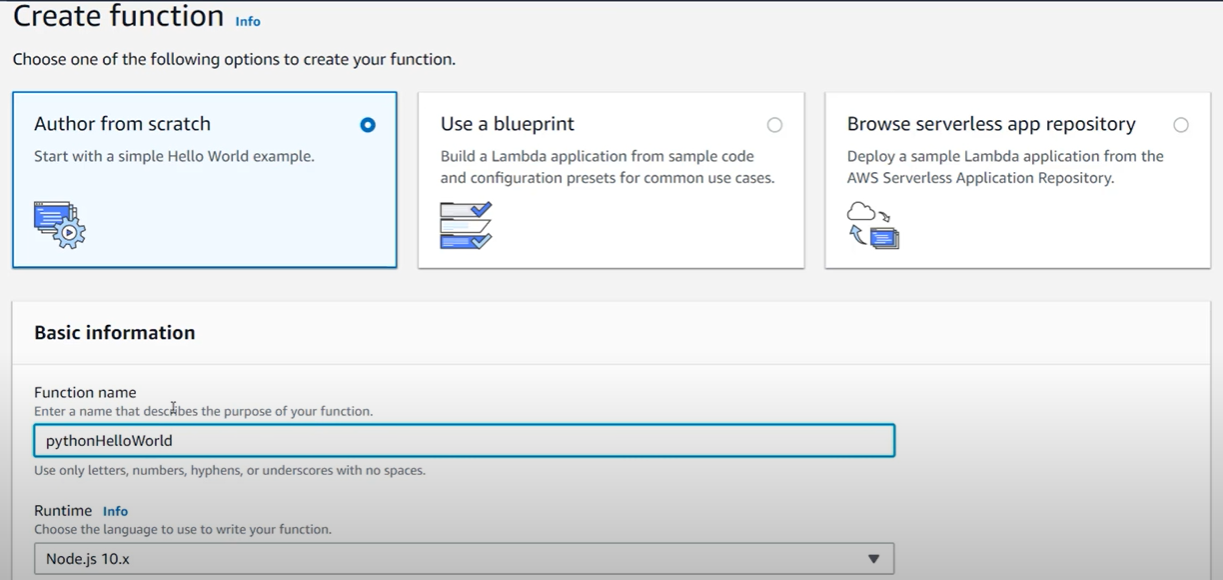 Create function Info
Choose one of the following options to create your function.
Author from scratch
Start with a simple Hello World example.
Use a blueprint
Build a Lambda application from sample code
and configuration presets for common use cases.
Browse serverless app repository
Deploy a sample Lambda application from the
AWS Serverless Application Repository.
Basic information
Function name
Enter a name that describes the purpose of your function.
pythonHelloWorld
Use only letters, numbers, hyphens, or underscores with no spaces.
Runtime Info
Choose the language to use to write your function.
Node.js 10.x